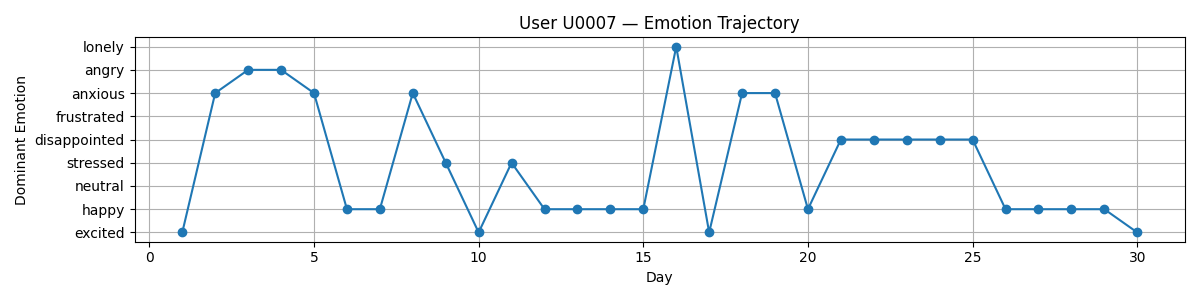 User U0007 — Emotion Trajectory
Dominant Emotion
lonely
angry
anxious
frustrated
disappointed
stressed
neutral
happy
excited
0 5 10 15 20 25 30
Day